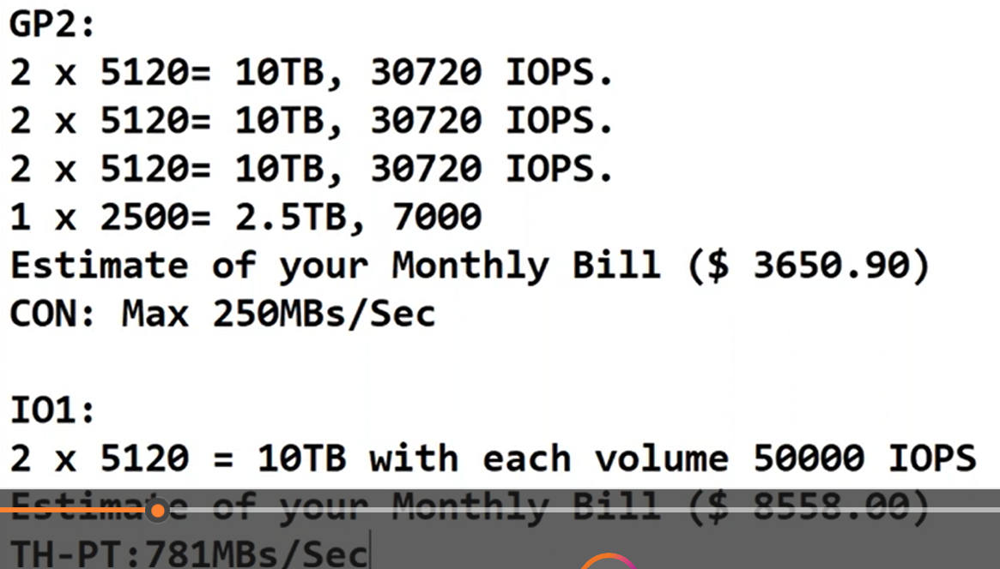 GP2:
2 x 5120= 10TB, 30720 IOPS.
2 x 5120= 10TB, 30720 IOPS.
2 x 5120= 10TB, 30720 IOPS.
1 x 2500= 2.5TB, 7000
Estimate of your Monthly Bill ($ 3650.90)
CON: Max 250MBs/Sec
IO1:
2 x 5120 = 10TB with each volume 50000 IOPS
Estimate of your Monthly Bill ($ 8558.00)
TH-PT:781MBs/Sec